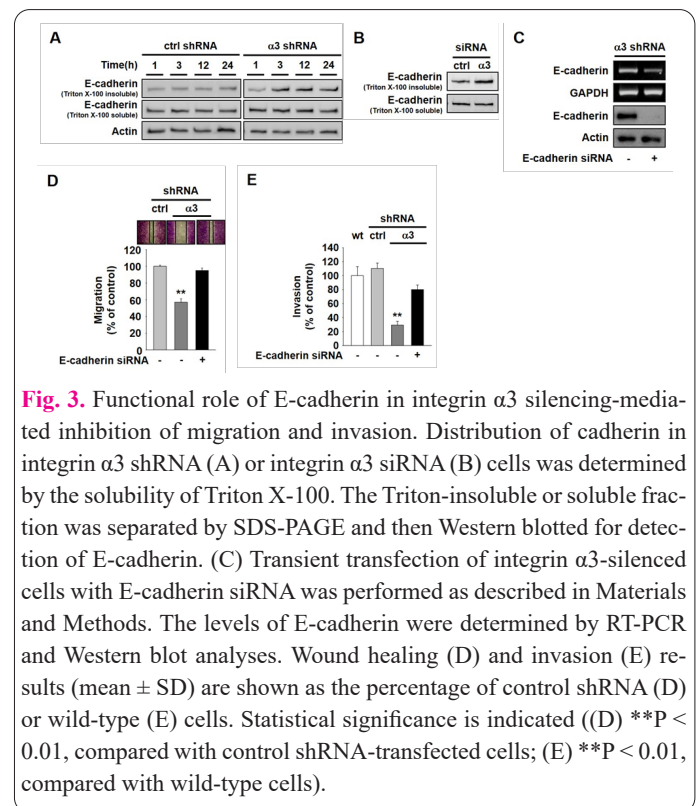 A
ctrl shRNA α3 shRNA
Time(h) 1 3 12 24 1 3 12 24
E-cadherin
(Triton X-100 insoluble)
E-cadherin
(Triton X-100 soluble)
Actin
B
siRNA
ctrl α3
E-cadherin
(Triton X-100 insoluble)
E-cadherin
(Triton X-100 soluble)
C
α3 shRNA
E-cadherin
GAPDH
E-cadherin
Actin
E-cadherin siRNA - +
D
shRNA
ctrl α3
120
100
80
60
40
20
0
Migration
(% of control)
**
E-cadherin siRNA - - +
E
shRNA
wt ctrl α3
140
120
100
80
60
40
20
0
Invasion
(% of control)
**
E-cadherin siRNA - - - +
Fig. 3. Functional role of E-cadherin in integrin α3 silencing-media-
ted inhibition of migration and invasion. Distribution of cadherin in
integrin α3 shRNA (A) or integrin α3 siRNA (B) cells was determined
by the solubility of Triton X-100. The Triton-insoluble or soluble frac-
tion was separated by SDS-PAGE and then Western blotted for detec-
tion of E-cadherin. (C) Transient transfection of integrin α3-silenced
cells with E-cadherin siRNA was performed as described in Materials
and Methods. The levels of E-cadherin were determined by RT-PCR
and Western blot analyses. Wound healing (D) and invasion (E) re-
sults (mean ± SD) are shown as the percentage of control shRNA (D)
or wild-type (E) cells. Statistical significance is indicated ((D) **P <
0.01, compared with control shRNA-transfected cells; (E) **P < 0.01,
compared with wild-type cells).